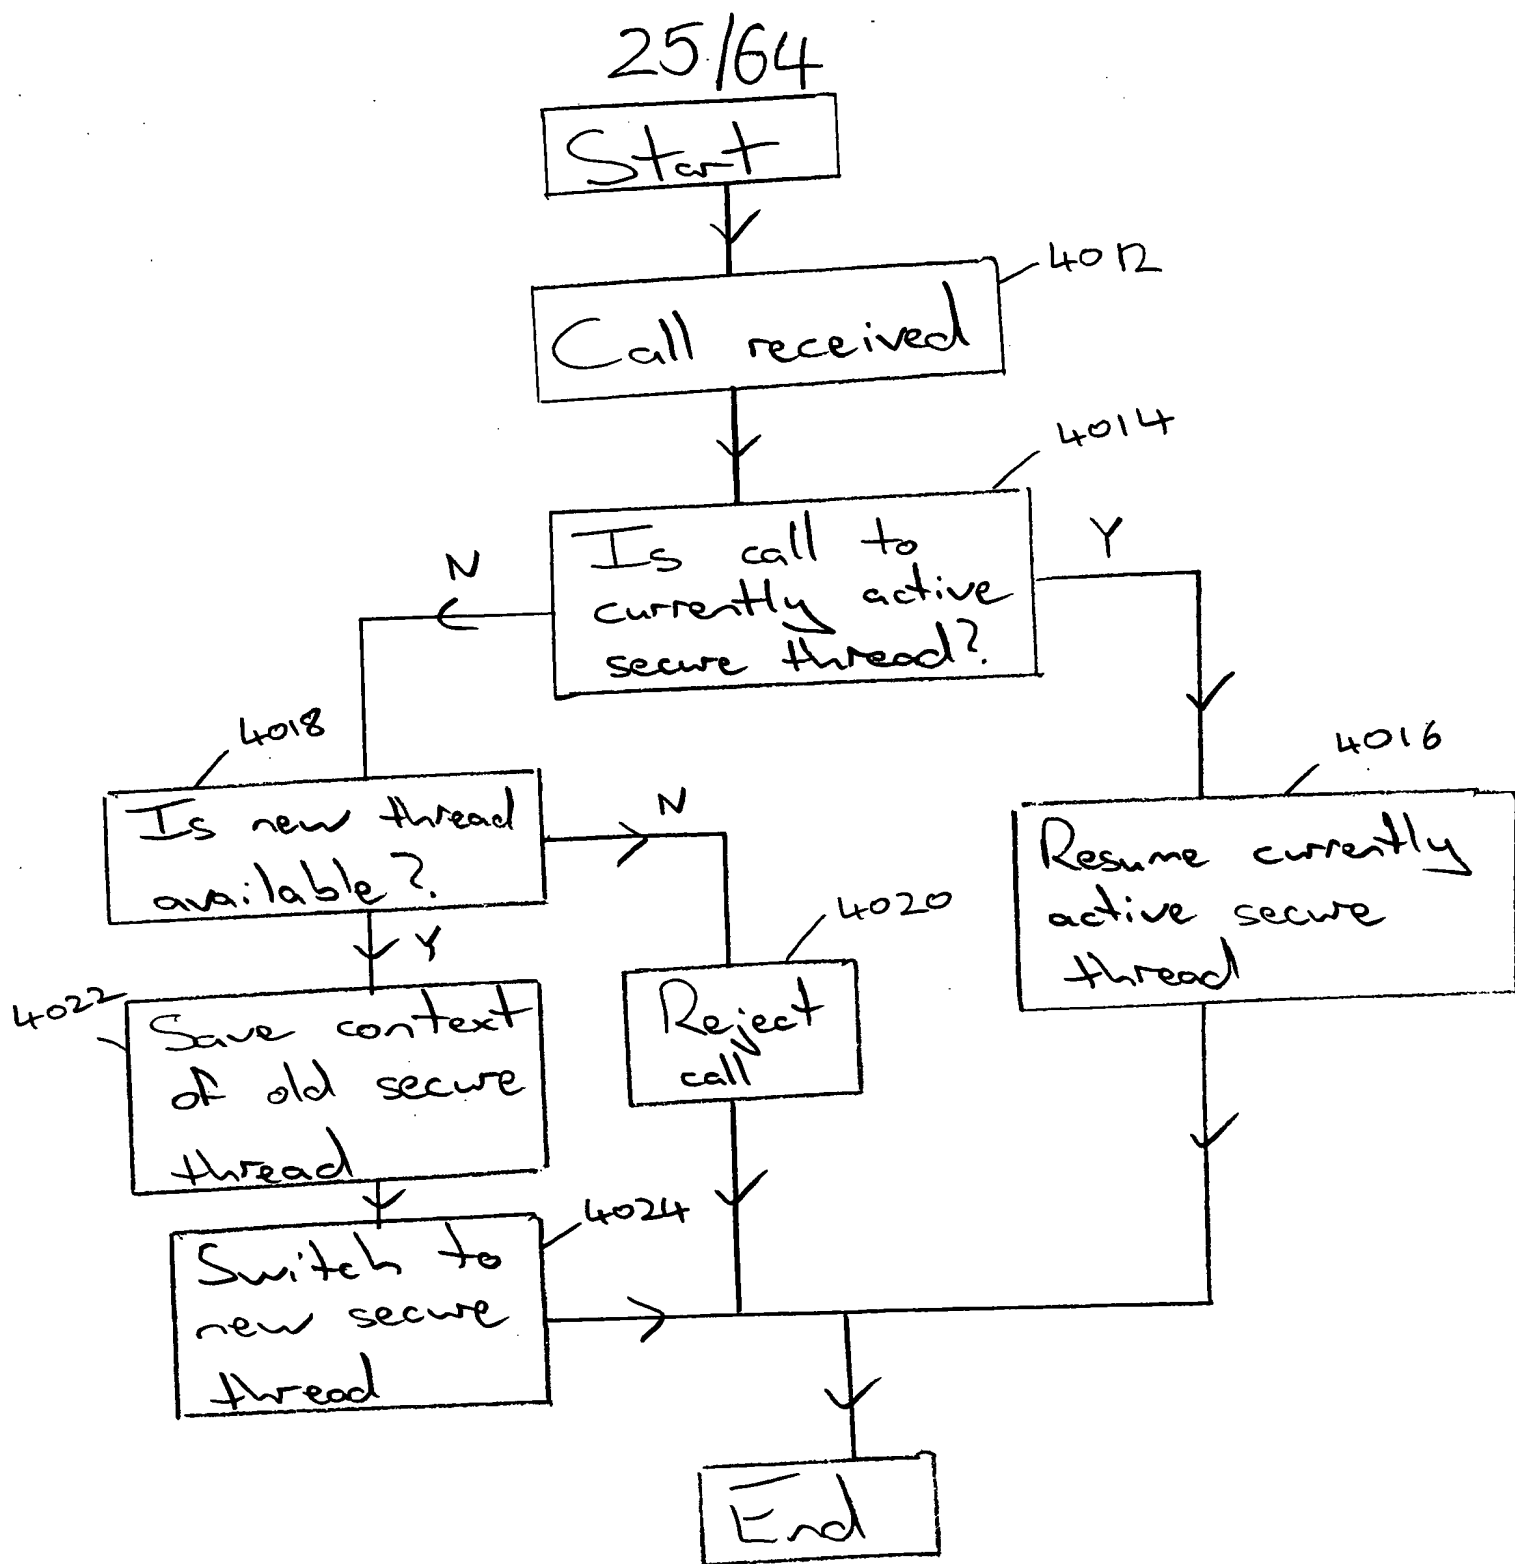 25/64
Start
4012
Call received
4014
Is call to
currently active
secure thread?
N
Y
4018
Is new thread
available?
N
Y
4016
Resume currently
active secure
thread
4020
Reject
call
4022
Save context
of old secure
thread
4024
Switch to
new secure
thread
End